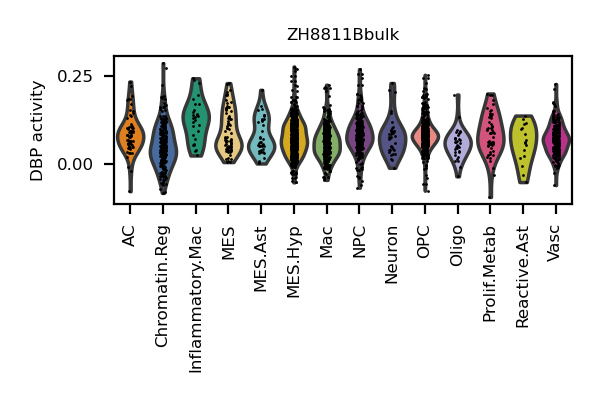 ZH8811Bbulk
DBP activity
0.25
0.00
AC
Chromatin.Reg
Inflammatory.Mac
MES
MES.Ast
MES.Hyp
Mac
NPC
Neuron
OPC
Oligo
Prolif.Metab
Reactive.Ast
Vasc